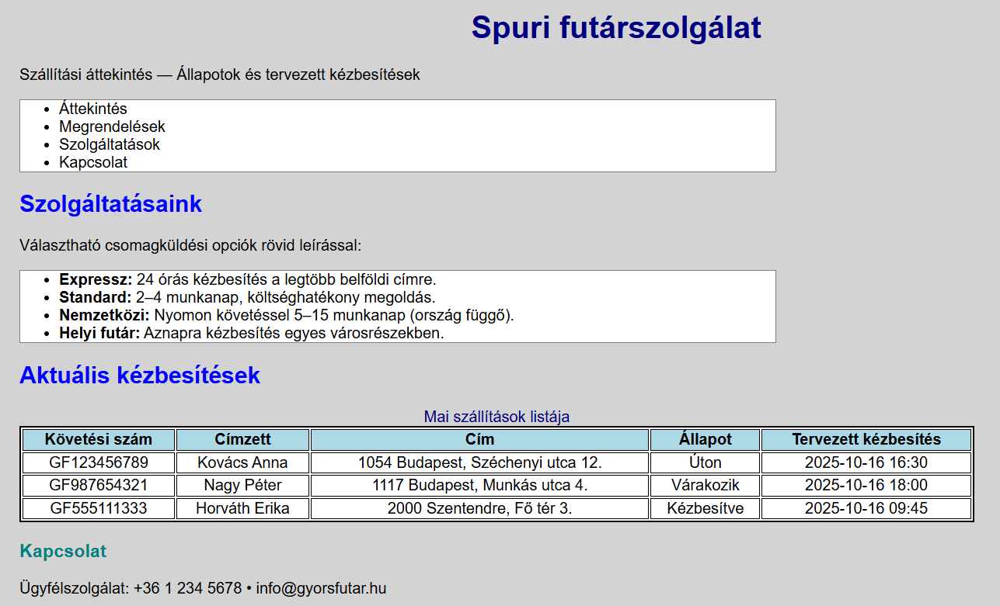 Spuri futárszolgálat
Szállítási áttekintés — Állapotok és tervezett kézbesítések
• Áttekintés
• Megrendelések
• Szolgáltatások
• Kapcsolat
Szolgáltatásaink
Választható csomagküldési opciók rövid leírással:
• Expressz: 24 órás kézbesítés a legtöbb belföldi címre.
• Standard: 2–4 munkanap, költséghatékony megoldás.
• Nemzetközi: Nyomon követéssel 5–15 munkanap (ország függő).
• Helyi futár: Aznapra kézbesítés egyes városrészekben.
Aktuális kézbesítések
Mai szállítások listája
Követési szám Címzett Cím Állapot Tervezett kézbesítés
GF123456789 Kovács Anna 1054 Budapest, Széchenyi utca 12. Úton 2025-10-16 16:30
GF987654321 Nagy Péter 1117 Budapest, Munkás utca 4. Várakozik 2025-10-16 18:00
GF555111333 Horváth Erika 2000 Szentendre, Fő tér 3. Kézbesítve 2025-10-16 09:45
Kapcsolat
Ügyfélszolgálat: +36 1 234 5678 • info@gyorsfutar.hu